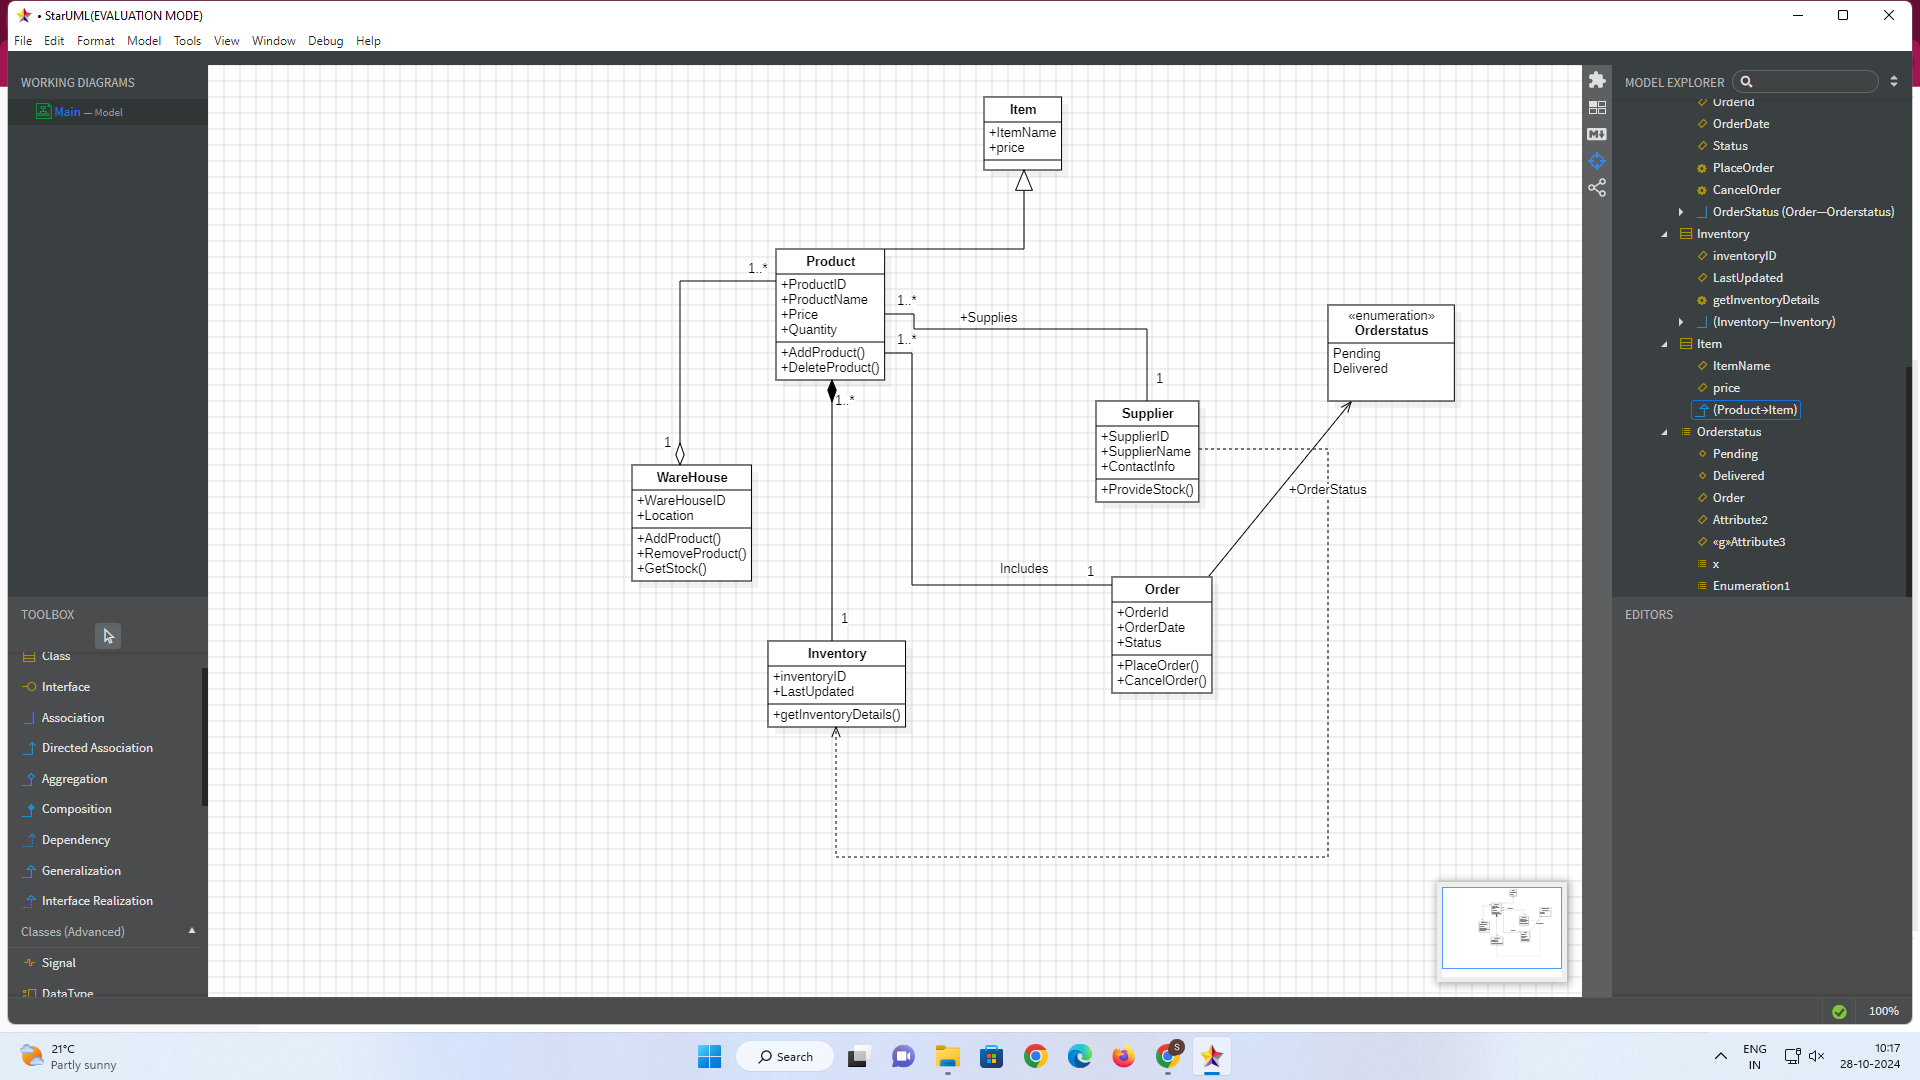 • StarUML(EVALUATION MODE)
File Edit Format Model Tools View Window Debug Help
WORKING DIAGRAMS
Main — Model
TOOLBOX
Class
Interface
Association
Directed Association
Aggregation
Composition
Dependency
Generalization
Interface Realization
Classes (Advanced)
Signal
DataType
Item
+ItemName
+price
Product
+ProductID
+ProductName
+Price
+Quantity
+AddProduct()
+DeleteProduct()
1..*
1..*
1..*
1..*
+Supplies
1
«enumeration»
Orderstatus
Pending
Delivered
Supplier
+SupplierID
+SupplierName
+ContactInfo
+ProvideStock()
+OrderStatus
1
WareHouse
+WareHouseID
+Location
+AddProduct()
+RemoveProduct()
+GetStock()
Includes
1
Order
+OrderId
+OrderDate
+Status
+PlaceOrder()
+CancelOrder()
1
Inventory
+inventoryID
+LastUpdated
+getInventoryDetails()
MODEL EXPLORER
OrderId
OrderDate
Status
PlaceOrder
CancelOrder
OrderStatus (Order—Orderstatus)
Inventory
inventoryID
LastUpdated
getInventoryDetails
(Inventory—Inventory)
Item
ItemName
price
(Product→Item)
Orderstatus
Pending
Delivered
Order
Attribute2
«g»Attribute3
x
Enumeration1
EDITORS
100%
21°C
Partly sunny
Search
S
ENG
IN
10:17
28-10-2024